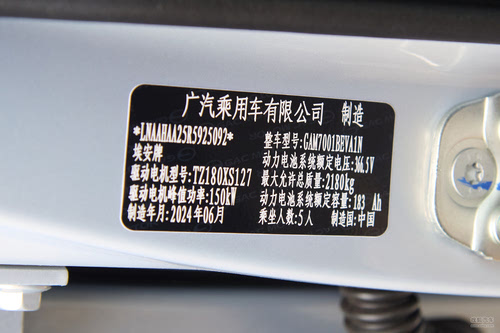 广汽乘用车有限公司 制造
*LNAAHAA25R5925092* 整车型号:GAM7001BEVA1N
埃安牌 动力电池系统额定电压:366.5V
驱动电机型号:TZ180XS127 最大允许总质量:2180kg
驱动电机峰值功率:150kW 动力电池系统额定容量:183 Ah
制造年月:2024年06月 乘坐人数:5人 制造国:中国